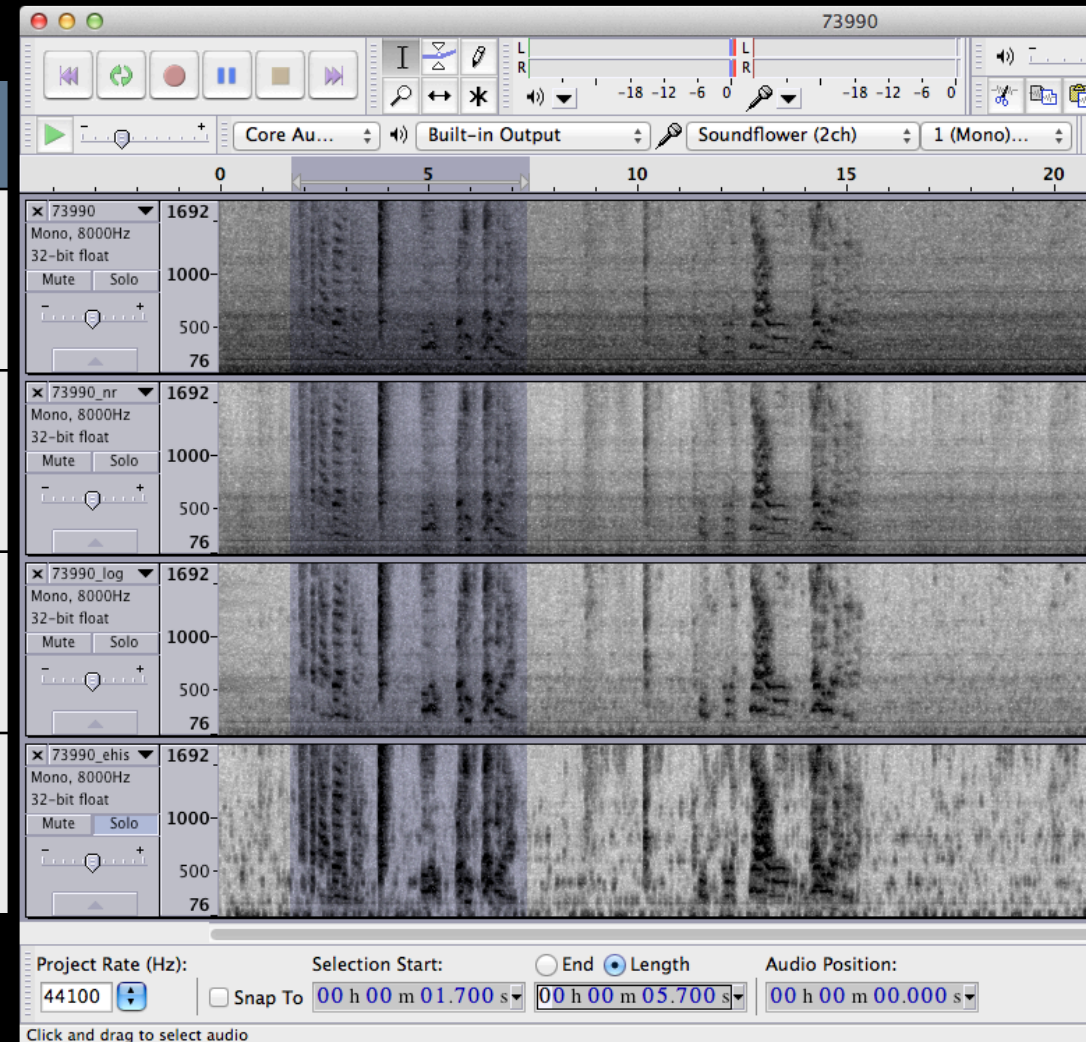 73990
L
R
-18 -12 -6 0
L
R
-18 -12 -6 0
- +
Core Au...
Built-in Output
Soundflower (2ch)
1 (Mono)...
0 5 10 15 20
73990
Mono, 8000Hz
32-bit float
Mute Solo
- +
1692
1000-
500-
76
73990_nr
Mono, 8000Hz
32-bit float
Mute Solo
- +
1692
1000-
500-
76
73990_log
Mono, 8000Hz
32-bit float
Mute Solo
- +
1692
1000-
500-
76
73990_ehis
Mono, 8000Hz
32-bit float
Mute Solo
- +
1692
1000-
500-
76
Project Rate (Hz): Selection Start: End Length Audio Position:
44100 Snap To 00 h 00 m 01.700 s 00 h 00 m 05.700 s 00 h 00 m 00.000 s
Click and drag to select audio